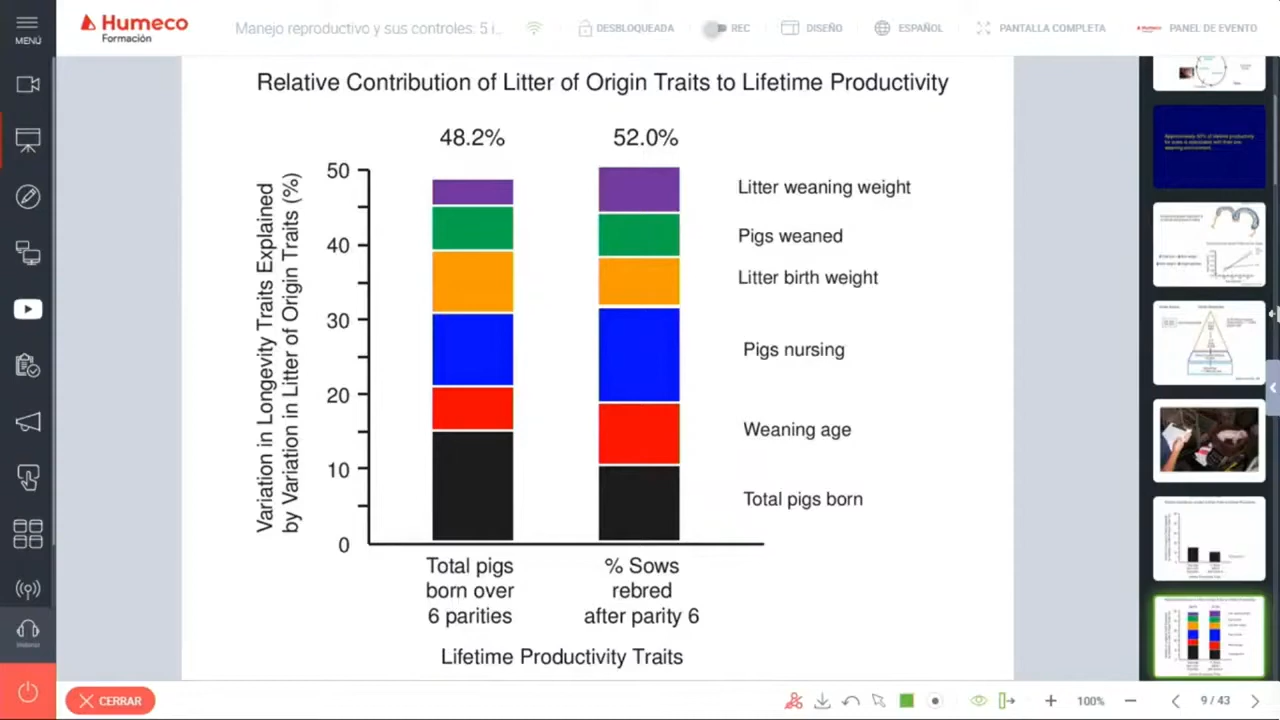 MENÚ
Humeco
Formación
Manejo reproductivo y sus controles: 5 i..
DESBLOQUEADA
REC
DISEÑO
ESPAÑOL
PANTALLA COMPLETA
PANEL DE EVENTO
Relative Contribution of Litter of Origin Traits to Lifetime Productivity
48.2%
52.0%
Variation in Longevity Traits Explained
by Variation in Litter of Origin Traits (%)
50
40
30
20
10
0
Litter weaning weight
Pigs weaned
Litter birth weight
Pigs nursing
Weaning age
Total pigs born
Total pigs
born over
6 parities
% Sows
rebred
after parity 6
Lifetime Productivity Traits
CERRAR
100%
9 / 43